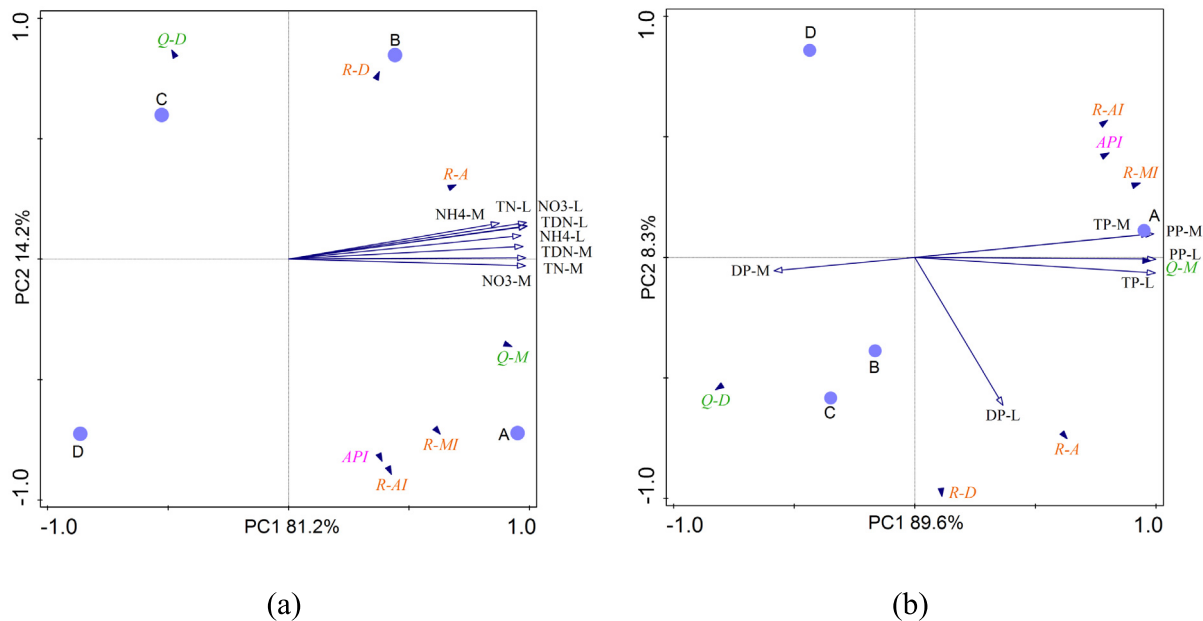 1.0
Q-D
B
R-D
C
R-A
NH4-M
TN-L
NO3-L
TDN-L
NH4-L
TDN-M
TN-M
NO3-M
PC2 14.2%
Q-M
D
A
R-MI
API
R-AI
-1.0
-1.0
PC1 81.2%
1.0
(a)
1.0
D
R-AI
API
R-MI
A
TP-M
PP-M
PP-L
Q-M
DP-M
TP-L
PC2 8.3%
B
Q-D
C
DP-L
R-A
R-D
-1.0
-1.0
PC1 89.6%
1.0
(b)